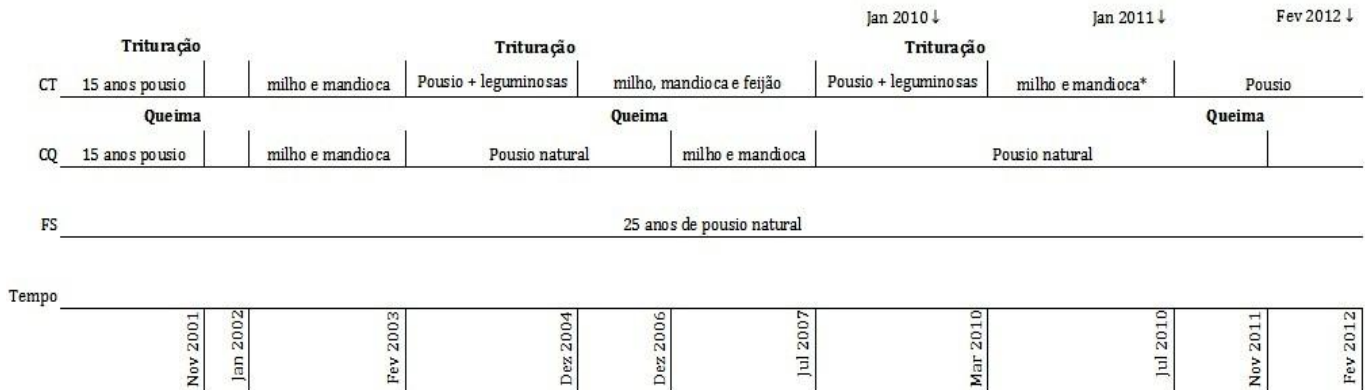 Jan 2010↓ Jan 2011↓ Fev 2012↓
Trituração Trituração Trituração
CT 15 anos pousio milho e mandioca Pousio + leguminosas milho, mandioca e feijão Pousio + leguminosas milho e mandioca* Pousio
Queima Queima Queima
CQ 15 anos pousio milho e mandioca Pousio natural milho e mandioca Pousio natural
FS 25 anos de pousio natural
Tempo
Nov 2001 Jan 2002 Fev 2003 Dez 2004 Dez 2006 Jul 2007 Mar 2010 Jul 2010 Nov 2011 Fev 2012